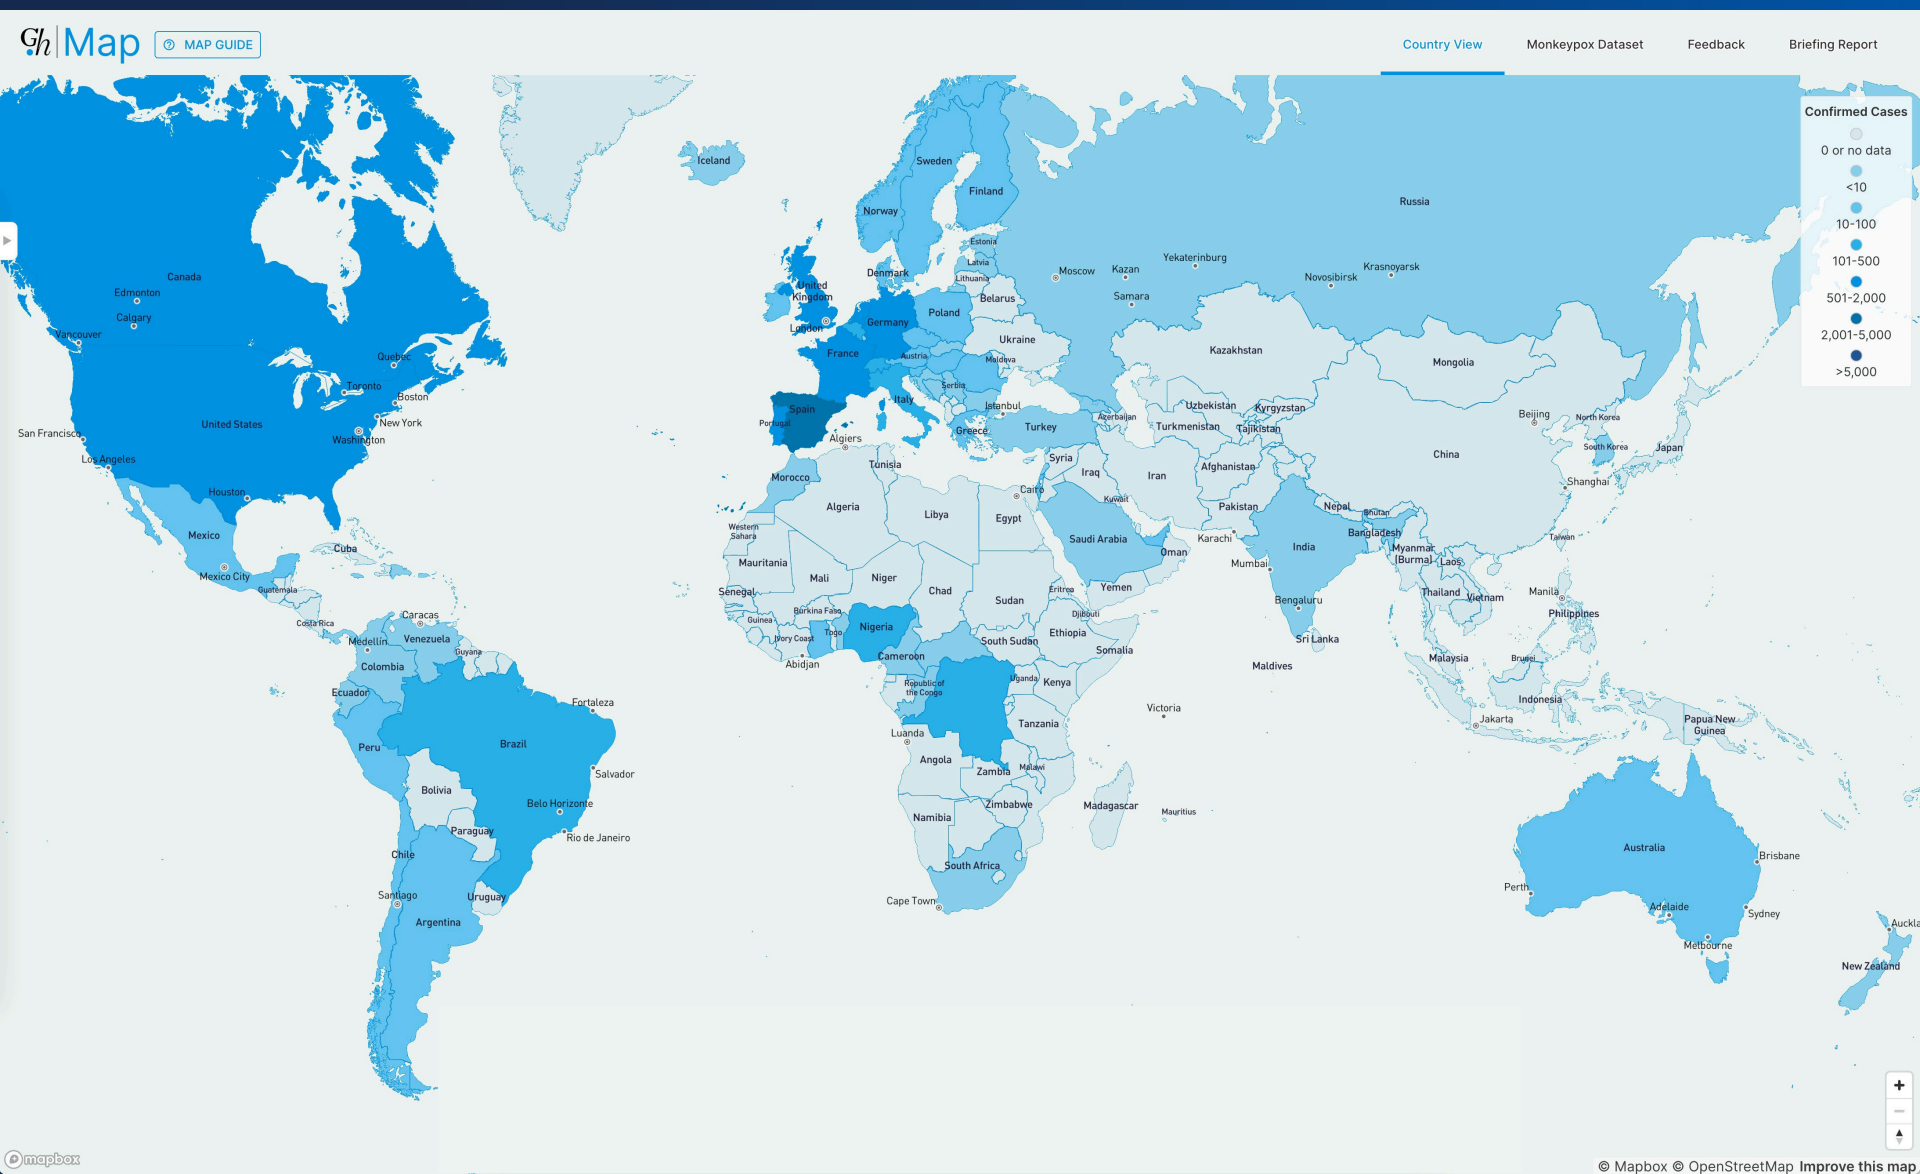 Gh Map
MAP GUIDE
Country View
Monkeypox Dataset
Feedback
Briefing Report
Confirmed Cases
0 or no data
<10
10-100
101-500
501-2,000
2,001-5,000
>5,000
Iceland
Sweden
Finland
Norway
Russia
Estonia
Latvia
Denmark
Lithuania
Moscow
Kazan
Yekaterinburg
Krasnoyarsk
Novosibirsk
Samara
Canada
Edmonton
Calgary
Vancouver
Quebec
Toronto
Boston
New York
Washington
United States
San Francisco
Los Angeles
Houston
United
Kingdom
London
Belarus
Poland
Germany
Ukraine
France
Austria
Moldova
Serbia
Italy
Spain
Portugal
Istanbul
Greece
Turkey
Algiers
Azerbaijan
Kazakhstan
Mongolia
Uzbekistan
Kyrgyzstan
Turkmenistan
Tajikistan
Beijing
North Korea
South Korea
Japan
China
Shanghai
Tunisia
Morocco
Syria
Iraq
Iran
Afghanistan
Cairo
Kuwait
Pakistan
Nepal
Bhutan
Algeria
Libya
Egypt
Western
Sahara
Saudi Arabia
Karachi
Bangladesh
Taiwan
India
Oman
Myanmar
(Burma)
Laos
Mumbai
Mexico
Cuba
Mexico City
Guatemala
Mauritania
Mali
Niger
Chad
Sudan
Eritrea
Yemen
Senegal
Burkina Faso
Djibouti
Guinea
Ivory Coast
Togo
Nigeria
South Sudan
Ethiopia
Somalia
Abidjan
Cameroon
Bengaluru
Thailand
Vietnam
Manila
Philippines
Sri Lanka
Maldives
Malaysia
Brunei
Costa Rica
Caracas
Medellín
Venezuela
Guyana
Colombia
Ecuador
Peru
Brazil
Fortaleza
Salvador
Bolivia
Belo Horizonte
Rio de Janeiro
Paraguay
Chile
Santiago
Uruguay
Argentina
Republic of
the Congo
Uganda
Kenya
Tanzania
Victoria
Luanda
Angola
Zambia
Malawi
Zimbabwe
Madagascar
Mauritius
Namibia
South Africa
Cape Town
Indonesia
Jakarta
Papua New
Guinea
Australia
Brisbane
Perth
Adelaide
Sydney
Melbourne
Auckla
New Zealand
mapbox
© Mapbox © OpenStreetMap Improve this map